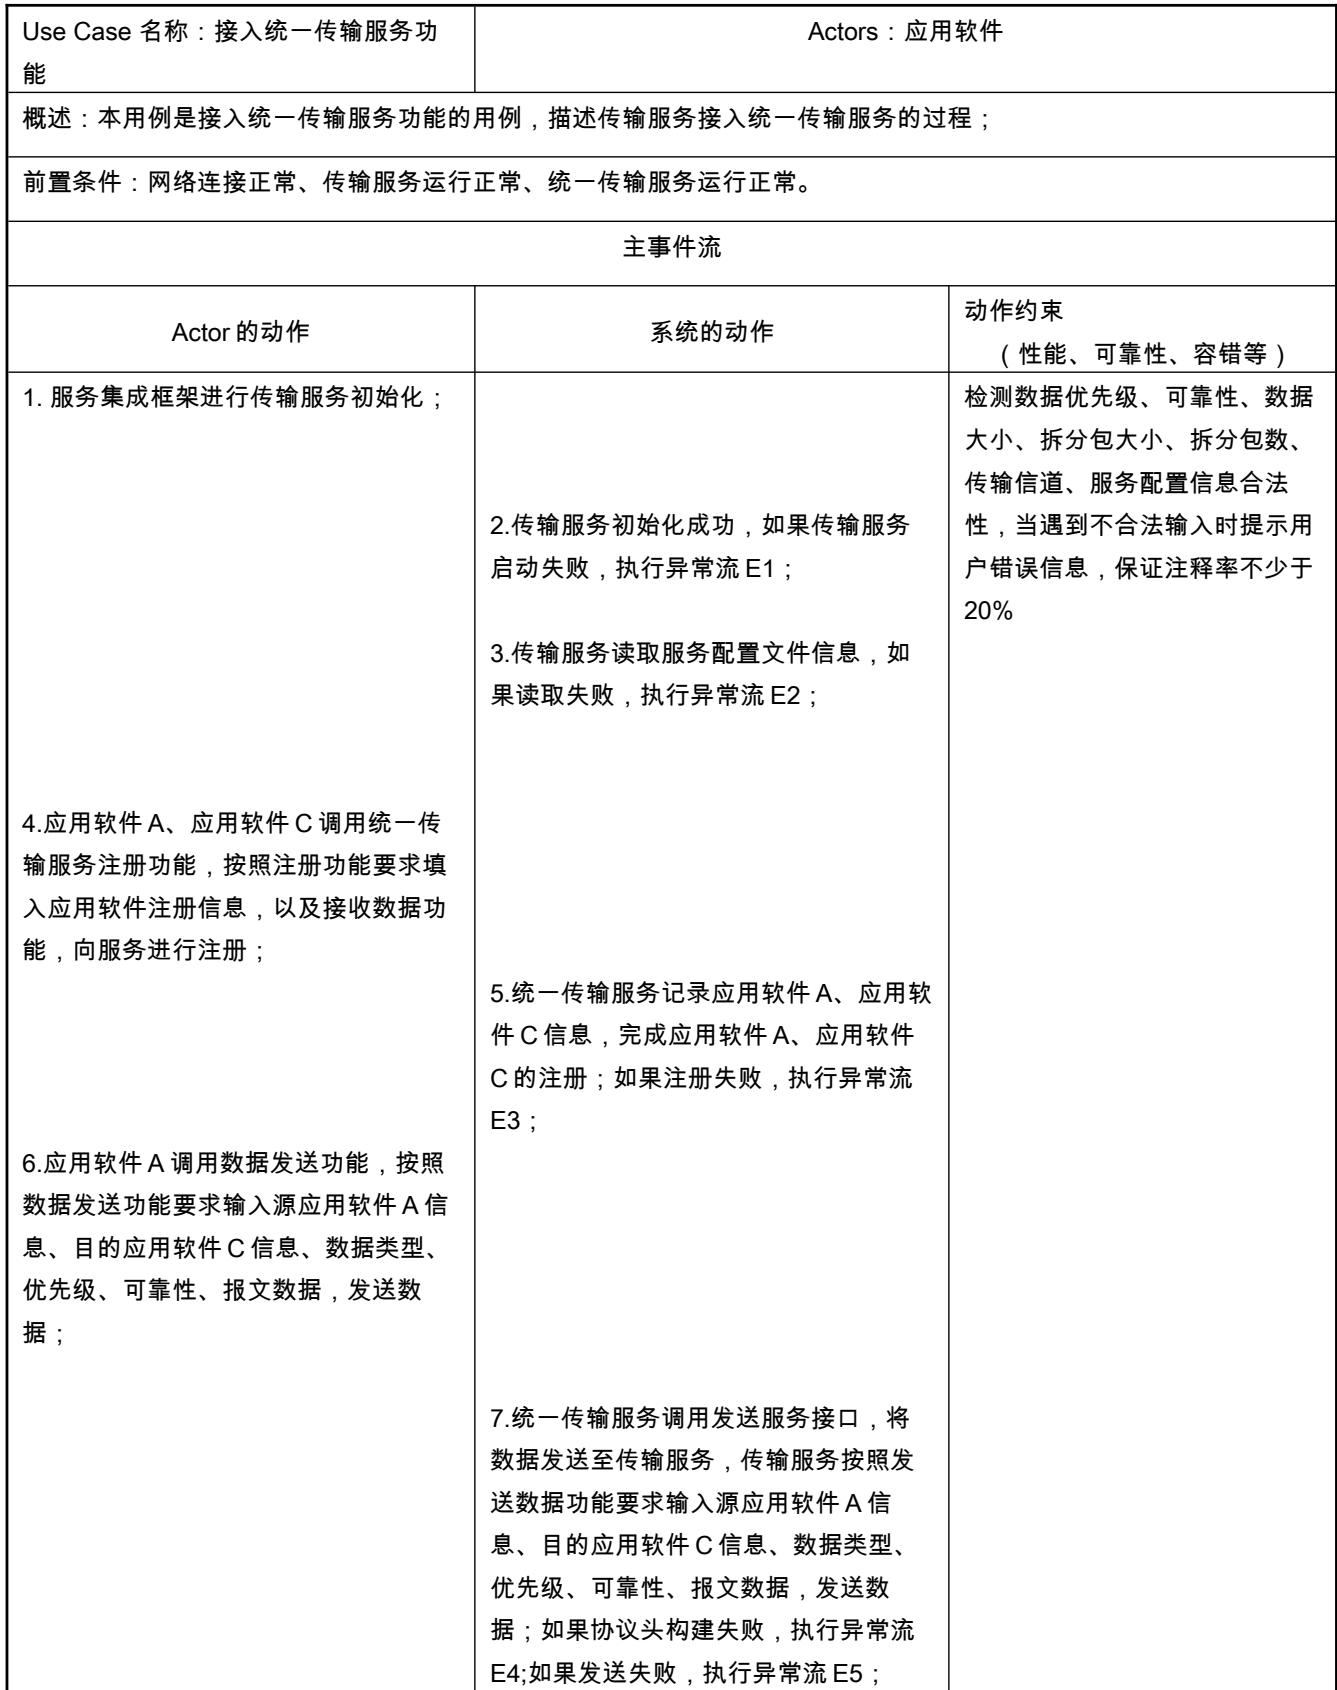 Use Case 名称：接入统一传输服务功
能
Actors：应用软件
概述：本用例是接入统一传输服务功能的用例，描述传输服务接入统一传输服务的过程；
前置条件：网络连接正常、传输服务运行正常、统一传输服务运行正常。
主事件流
Actor 的动作
系统的动作
动作约束
（性能、可靠性、容错等）
1. 服务集成框架进行传输服务初始化；
检测数据优先级、可靠性、数据
大小、拆分包大小、拆分包数、
传输信道、服务配置信息合法
性，当遇到不合法输入时提示用
户错误信息，保证注释率不少于
20%
2.传输服务初始化成功，如果传输服务
启动失败，执行异常流 E1；
3.传输服务读取服务配置文件信息，如
果读取失败，执行异常流 E2；
4.应用软件 A、应用软件 C 调用统一传
输服务注册功能，按照注册功能要求填
入应用软件注册信息，以及接收数据功
能，向服务进行注册；
5.统一传输服务记录应用软件 A、应用软
件 C 信息，完成应用软件 A、应用软件
C 的注册；如果注册失败，执行异常流
E3；
6.应用软件 A 调用数据发送功能，按照
数据发送功能要求输入源应用软件 A 信
息、目的应用软件 C 信息、数据类型、
优先级、可靠性、报文数据，发送数
据；
7.统一传输服务调用发送服务接口，将
数据发送至传输服务，传输服务按照发
送数据功能要求输入源应用软件 A 信
息、目的应用软件 C 信息、数据类型、
优先级、可靠性、报文数据，发送数
据；如果协议头构建失败，执行异常流
E4;如果发送失败，执行异常流 E5；